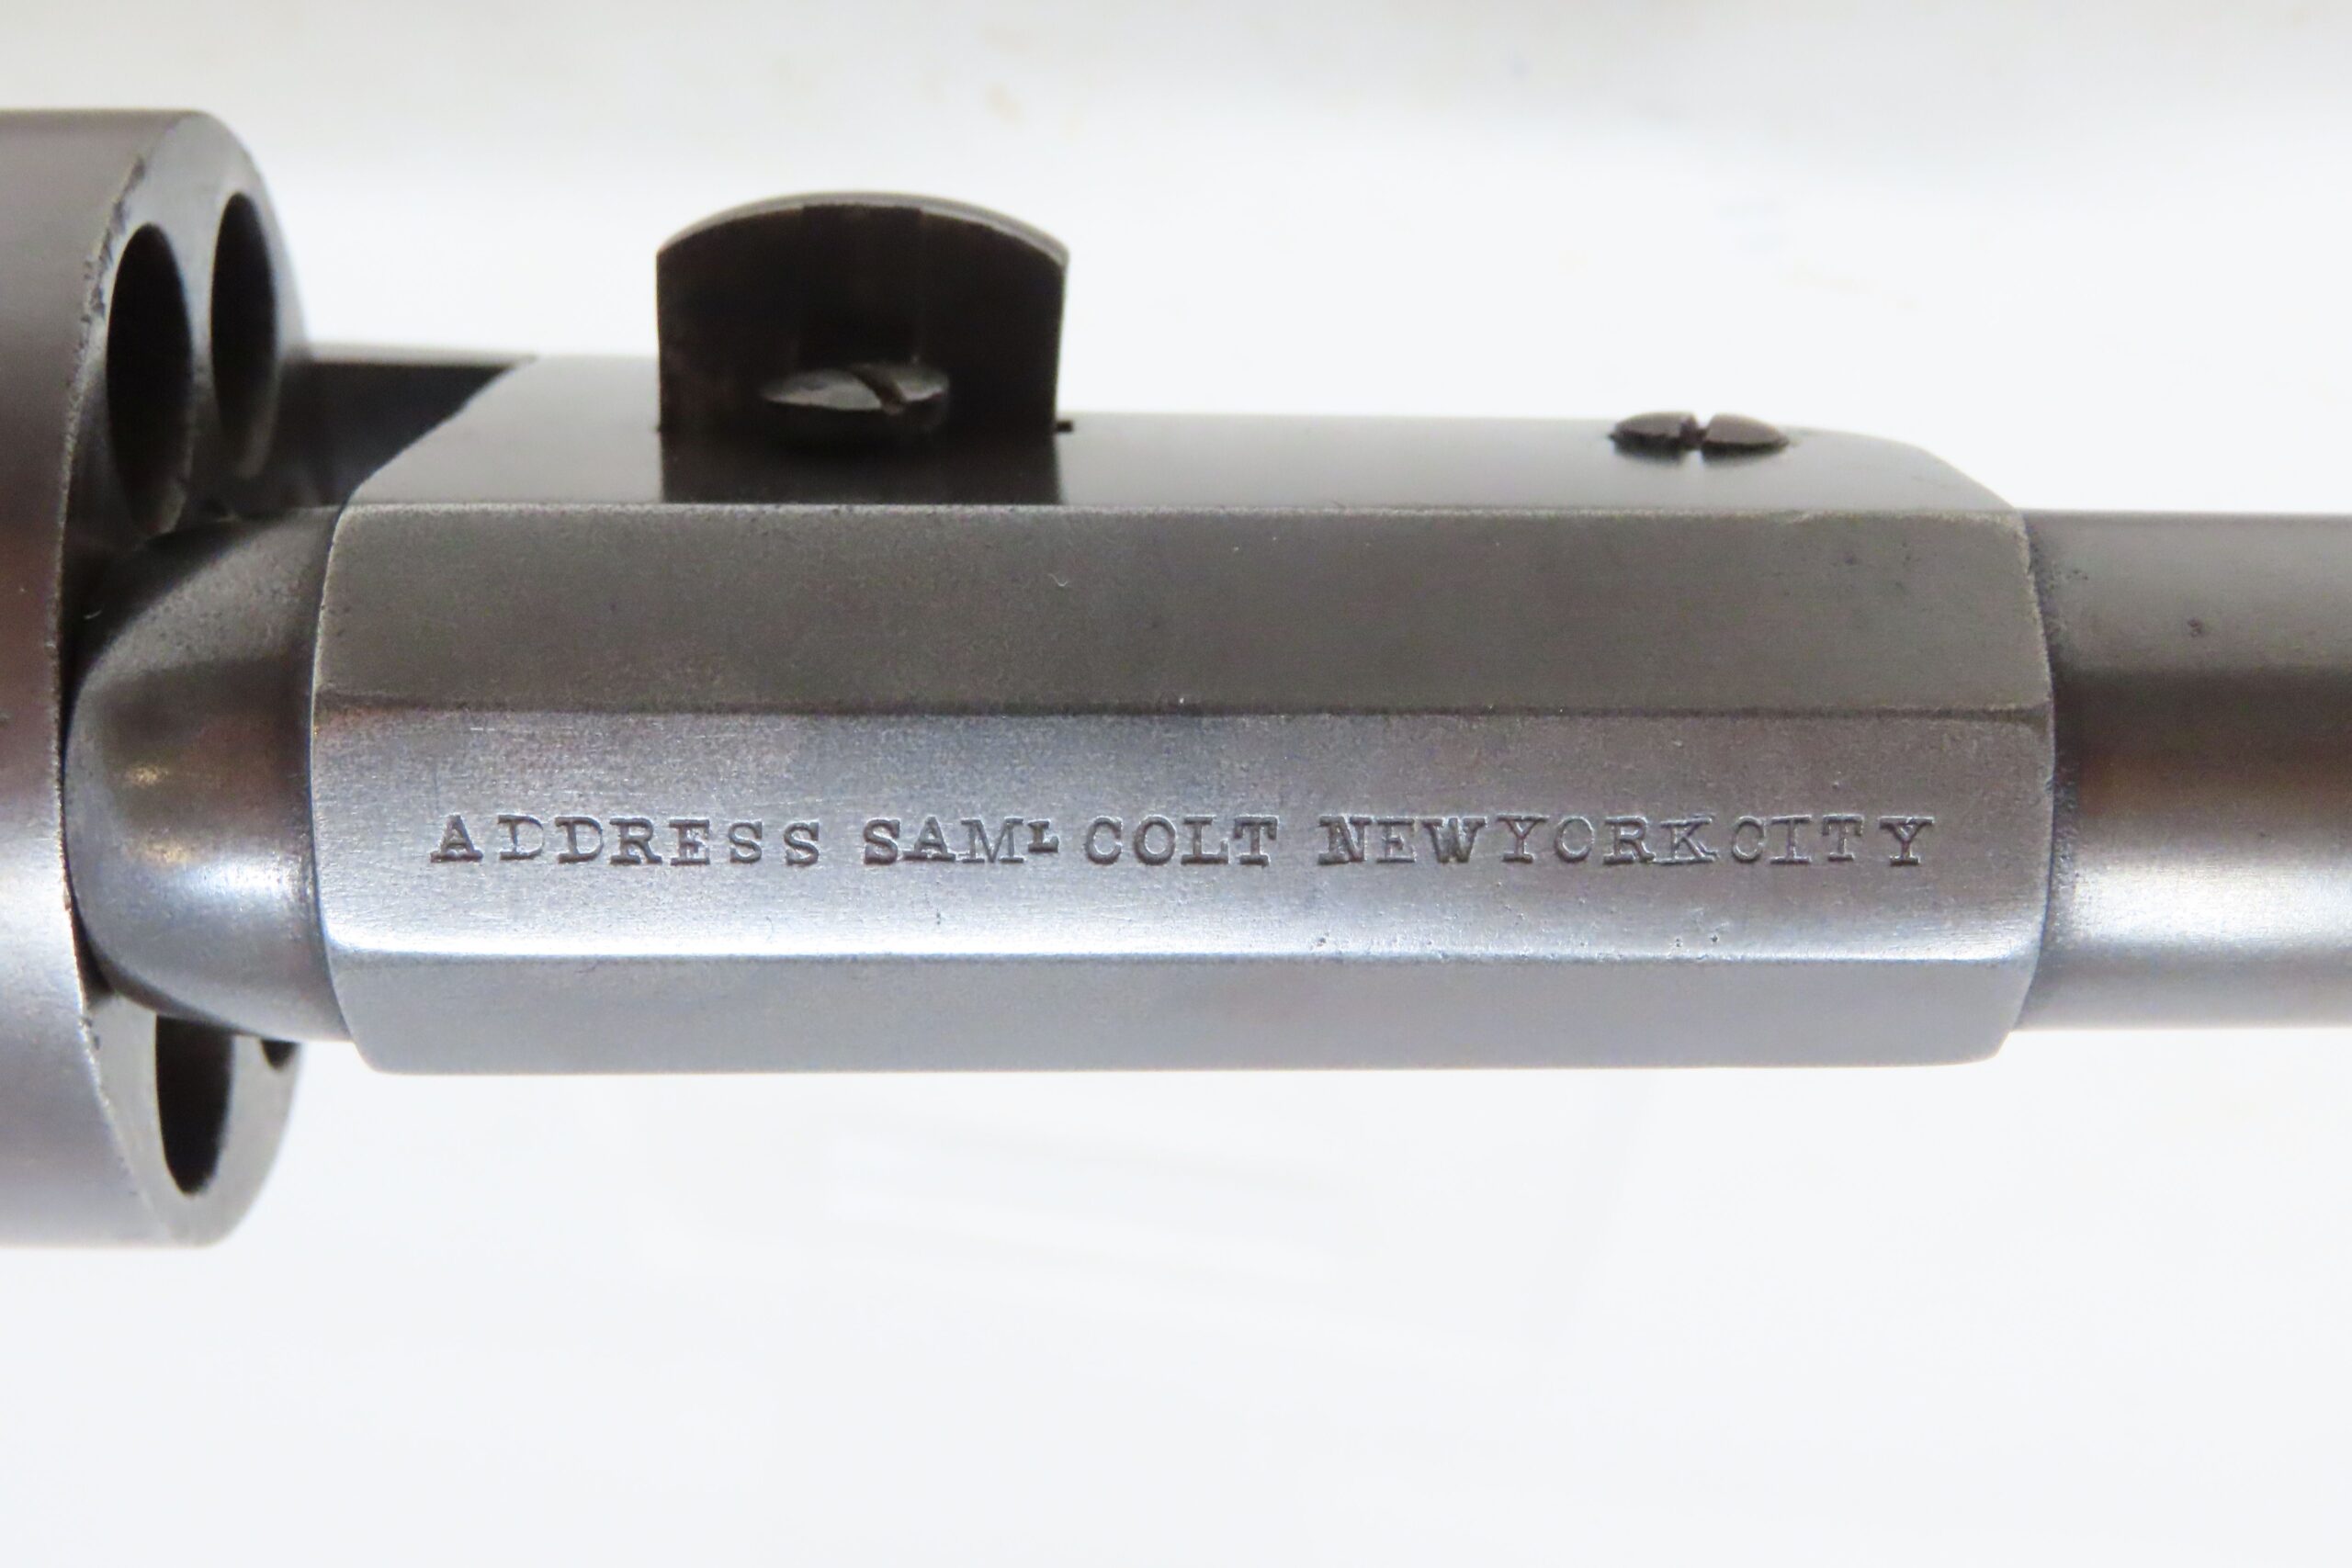 ADDRESS SAMᴸ COLT NEW YORK CITY